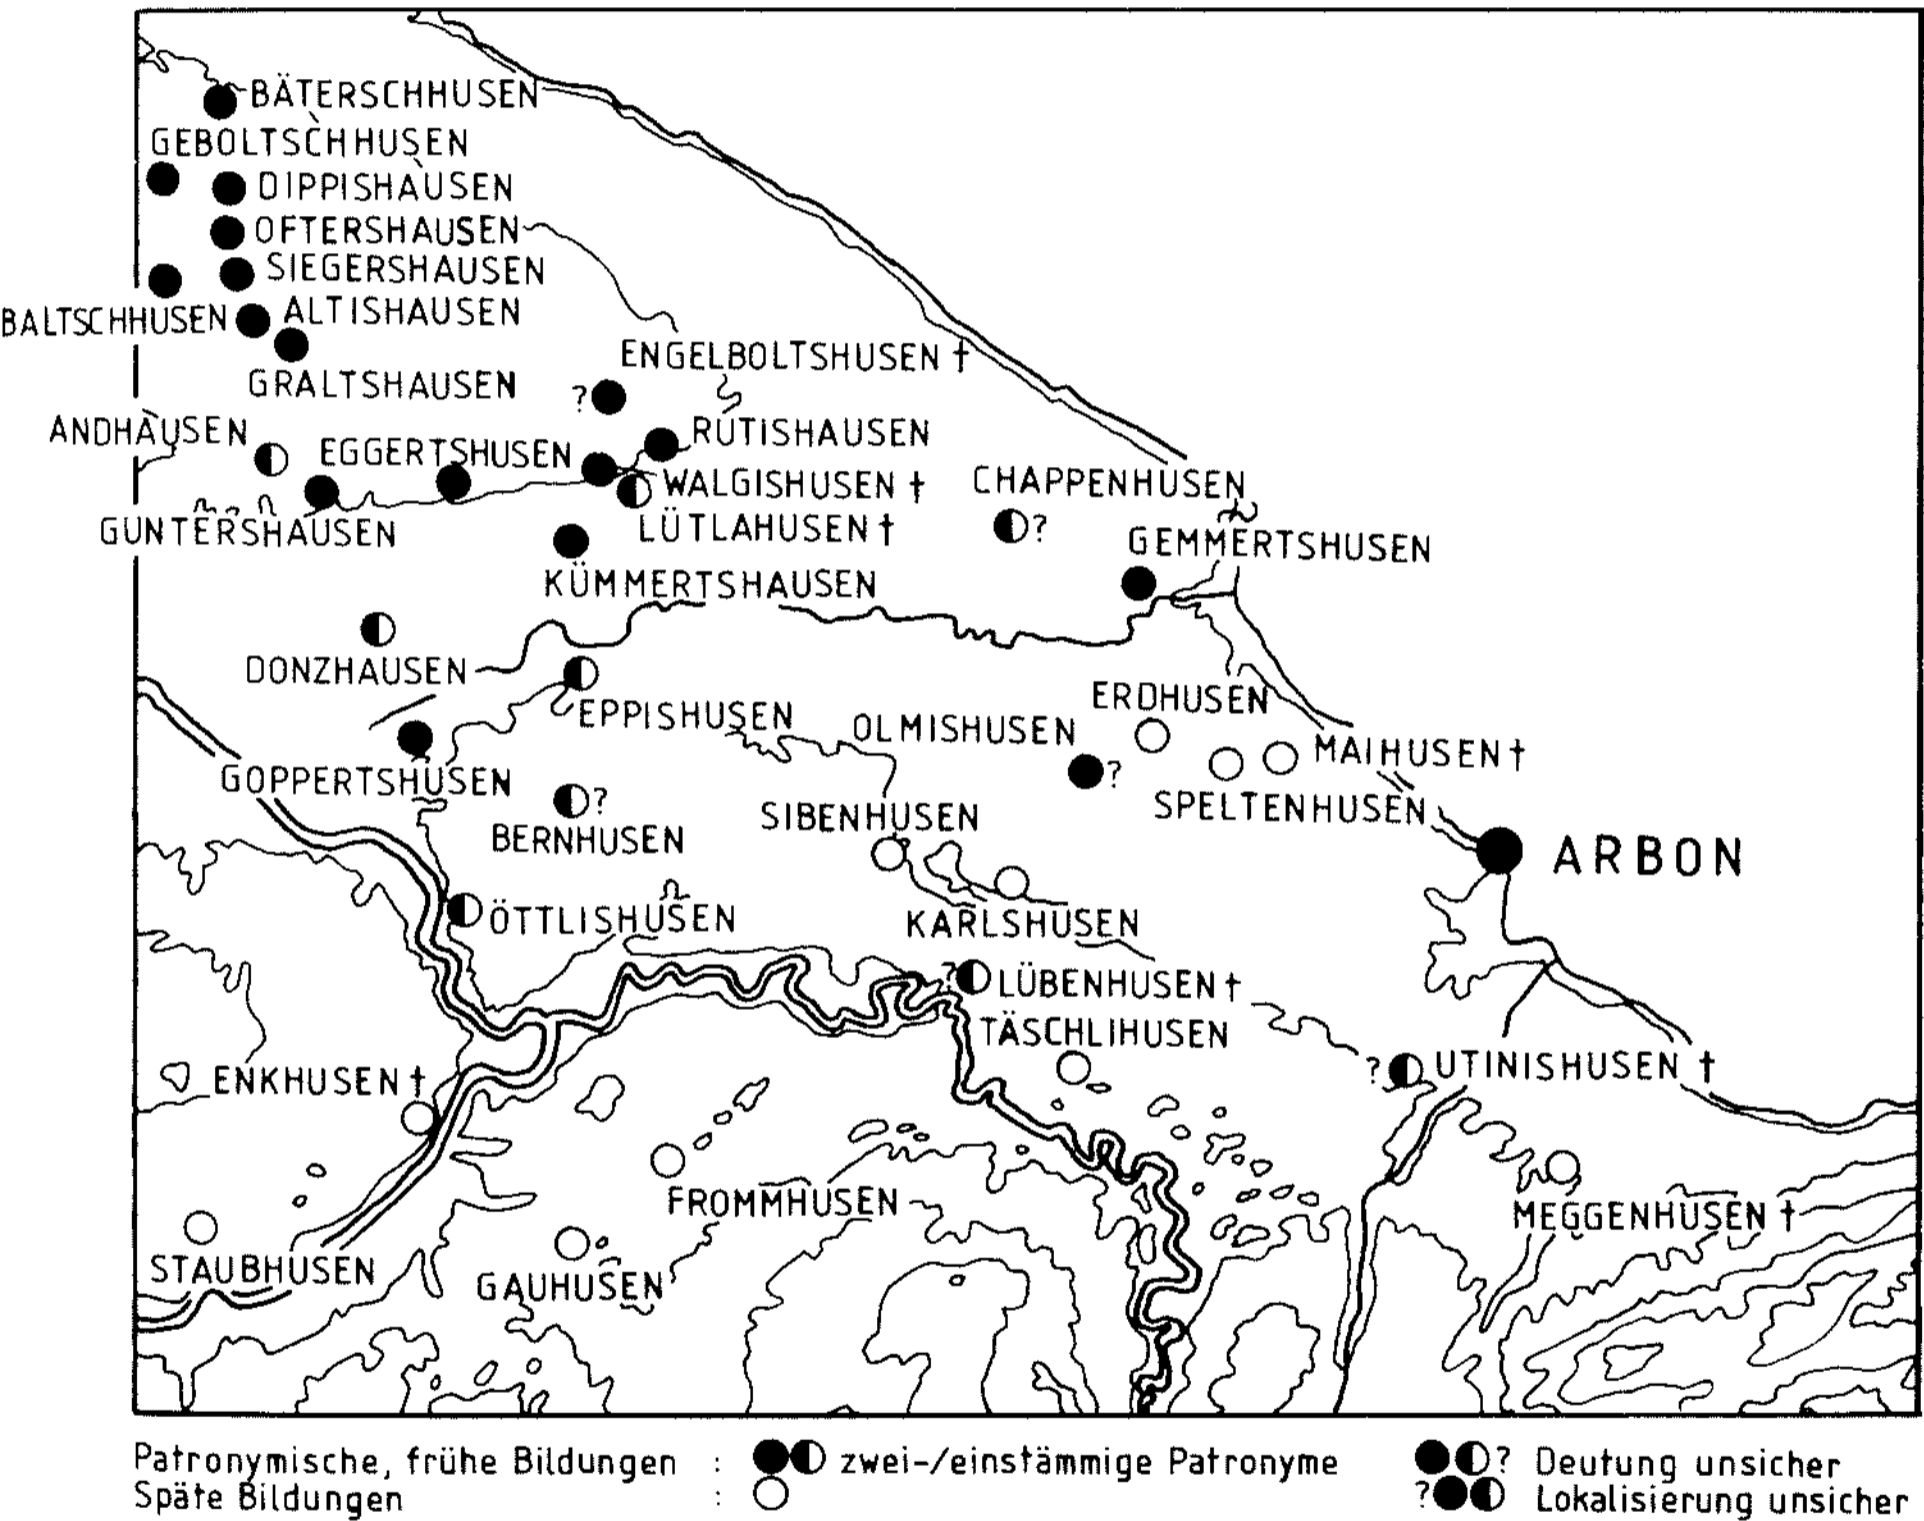 BÄTERSCHHUSEN
GEBOLTSCHHUSEN
DIPPISHAUSEN
OFTERSHAUSEN
SIEGERSHAUSEN
ALTISHAUSEN
BALTSCHHUSEN
ENGELBOLTSHUSEN †
GRALTSHAUSEN
?
ANDHAUSEN
RÜTISHAUSEN
EGGERTSHUSEN
WALGISHUSEN †
CHAPPENHUSEN
GÜNTERSHAUSEN
LÜTLAHUSEN †
?
GEMMERTSHUSEN
KÜMMERTSHAUSEN
DONZHAUSEN
ERDHUSEN
EPPISHUSEN
OLMISHUSEN
MAIHUSEN †
?
GOPPERTSHUSEN
?
SPELTENHUSEN
SIBENHUSEN
BERNHUSEN
ARBON
ÖTTLISHUSEN
KARLSHUSEN
?
LÜBENHUSEN †
TÄSCHLIHUSEN
?
UTINISHUSEN †
ENKHUSEN †
FROMMHUSEN
MEGGENHUSEN †
STAUBHUSEN
GAUHUSEN
Patronymische, frühe Bildungen : zwei-/einstämmige Patronyme ? Deutung unsicher
Späte Bildungen : ? Lokalisierung unsicher